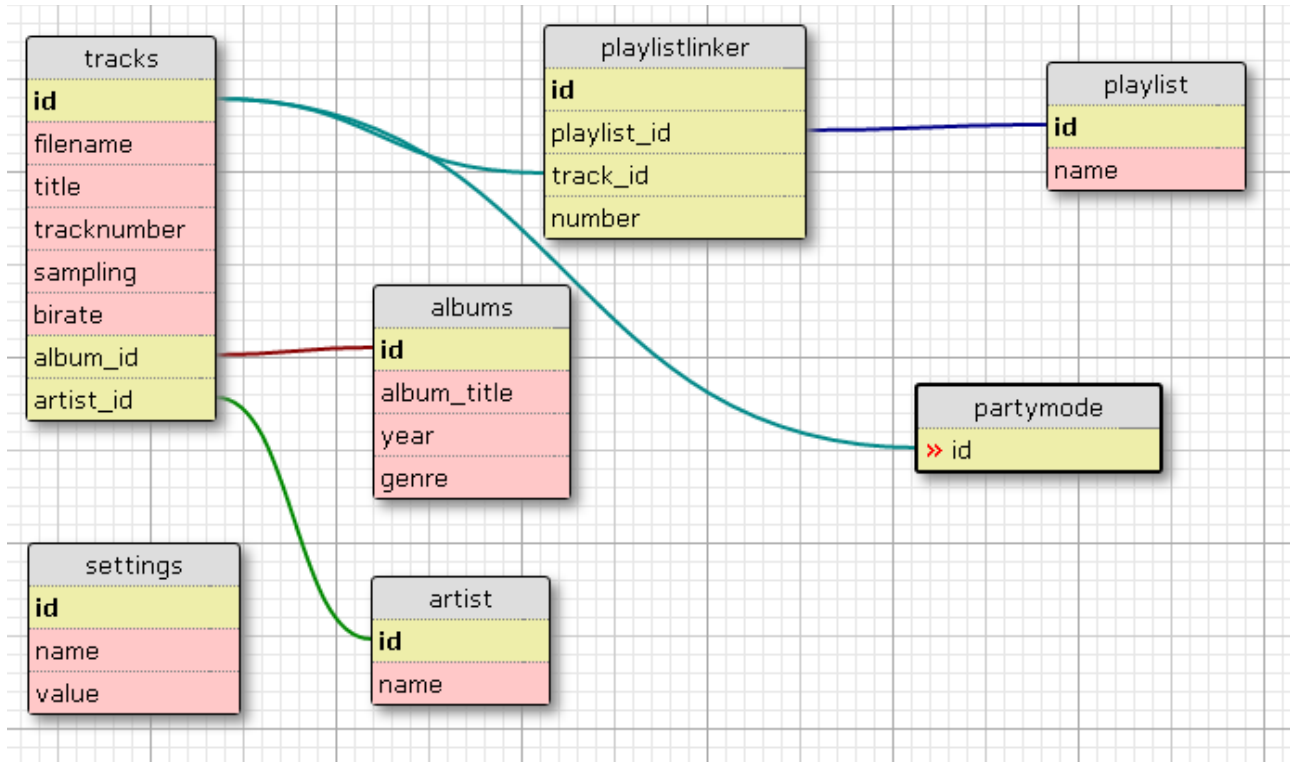 tracks
id
filename
title
tracknumber
sampling
birate
album_id
artist_id
playlistlinker
id
playlist_id
track_id
number
playlist
id
name
albums
id
album_title
year
genre
partymode
» id
settings
id
name
value
artist
id
name